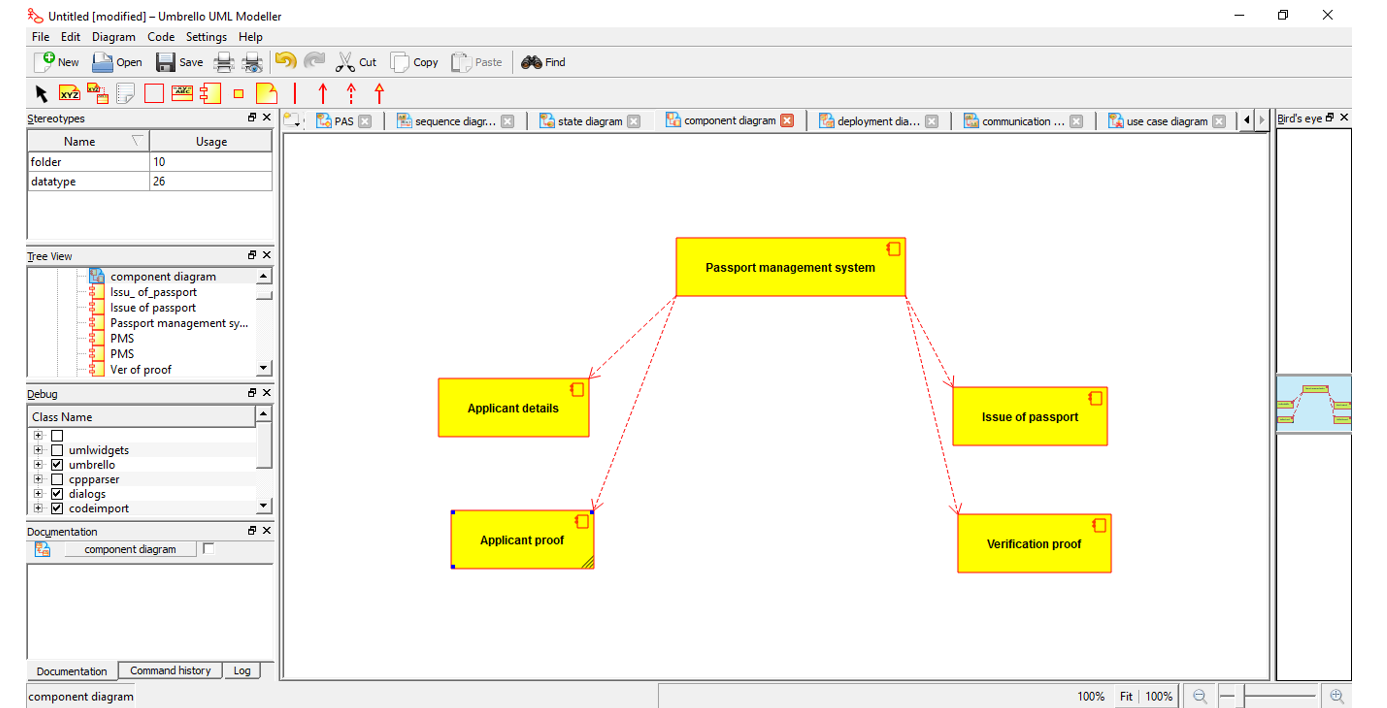 Untitled [modified] – Umbrello UML Modeller
File Edit Diagram Code Settings Help
New Open Save Cut Copy Paste Find
XYZ XYZ ABC
Stereotypes
Name Usage
folder 10
datatype 26
Tree View
component diagram
Issu_ of_passport
Issue of passport
Passport management sy...
PMS
PMS
Ver of proof
Debug
Class Name
umlwidgets
umbrello
cppparser
dialogs
codeimport
Documentation
component diagram
Documentation Command history Log
PAS sequence diagr... state diagram component diagram deployment dia... communication ... use case diagram
Passport management system
Applicant details
Issue of passport
Applicant proof
Verification proof
Bird's eye
component diagram
100% Fit 100%